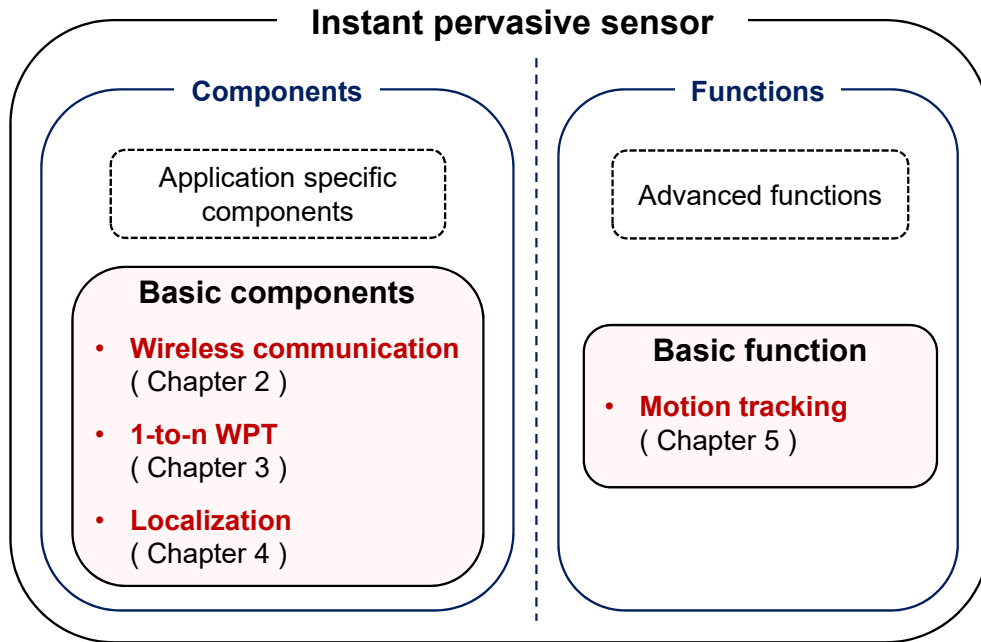 Instant pervasive sensor
Components
Application specific
components
Basic components
• Wireless communication
( Chapter 2 )
• 1-to-n WPT
( Chapter 3 )
• Localization
( Chapter 4 )
Functions
Advanced functions
Basic function
• Motion tracking
( Chapter 5 )